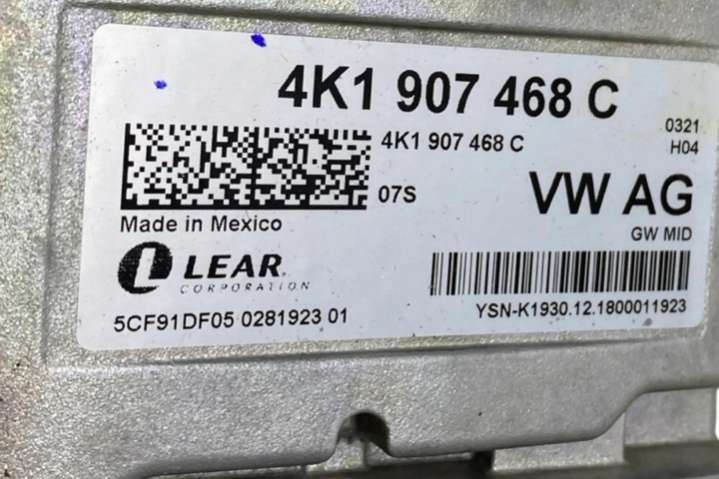 4K1 907 468 C
0321
4K1 907 468 C
H04
07S
VW AG
Made in Mexico
GW MID
LEAR
CORPORATION
YSN-K1930.12.1800011923
5CF91DF05 0281923 01